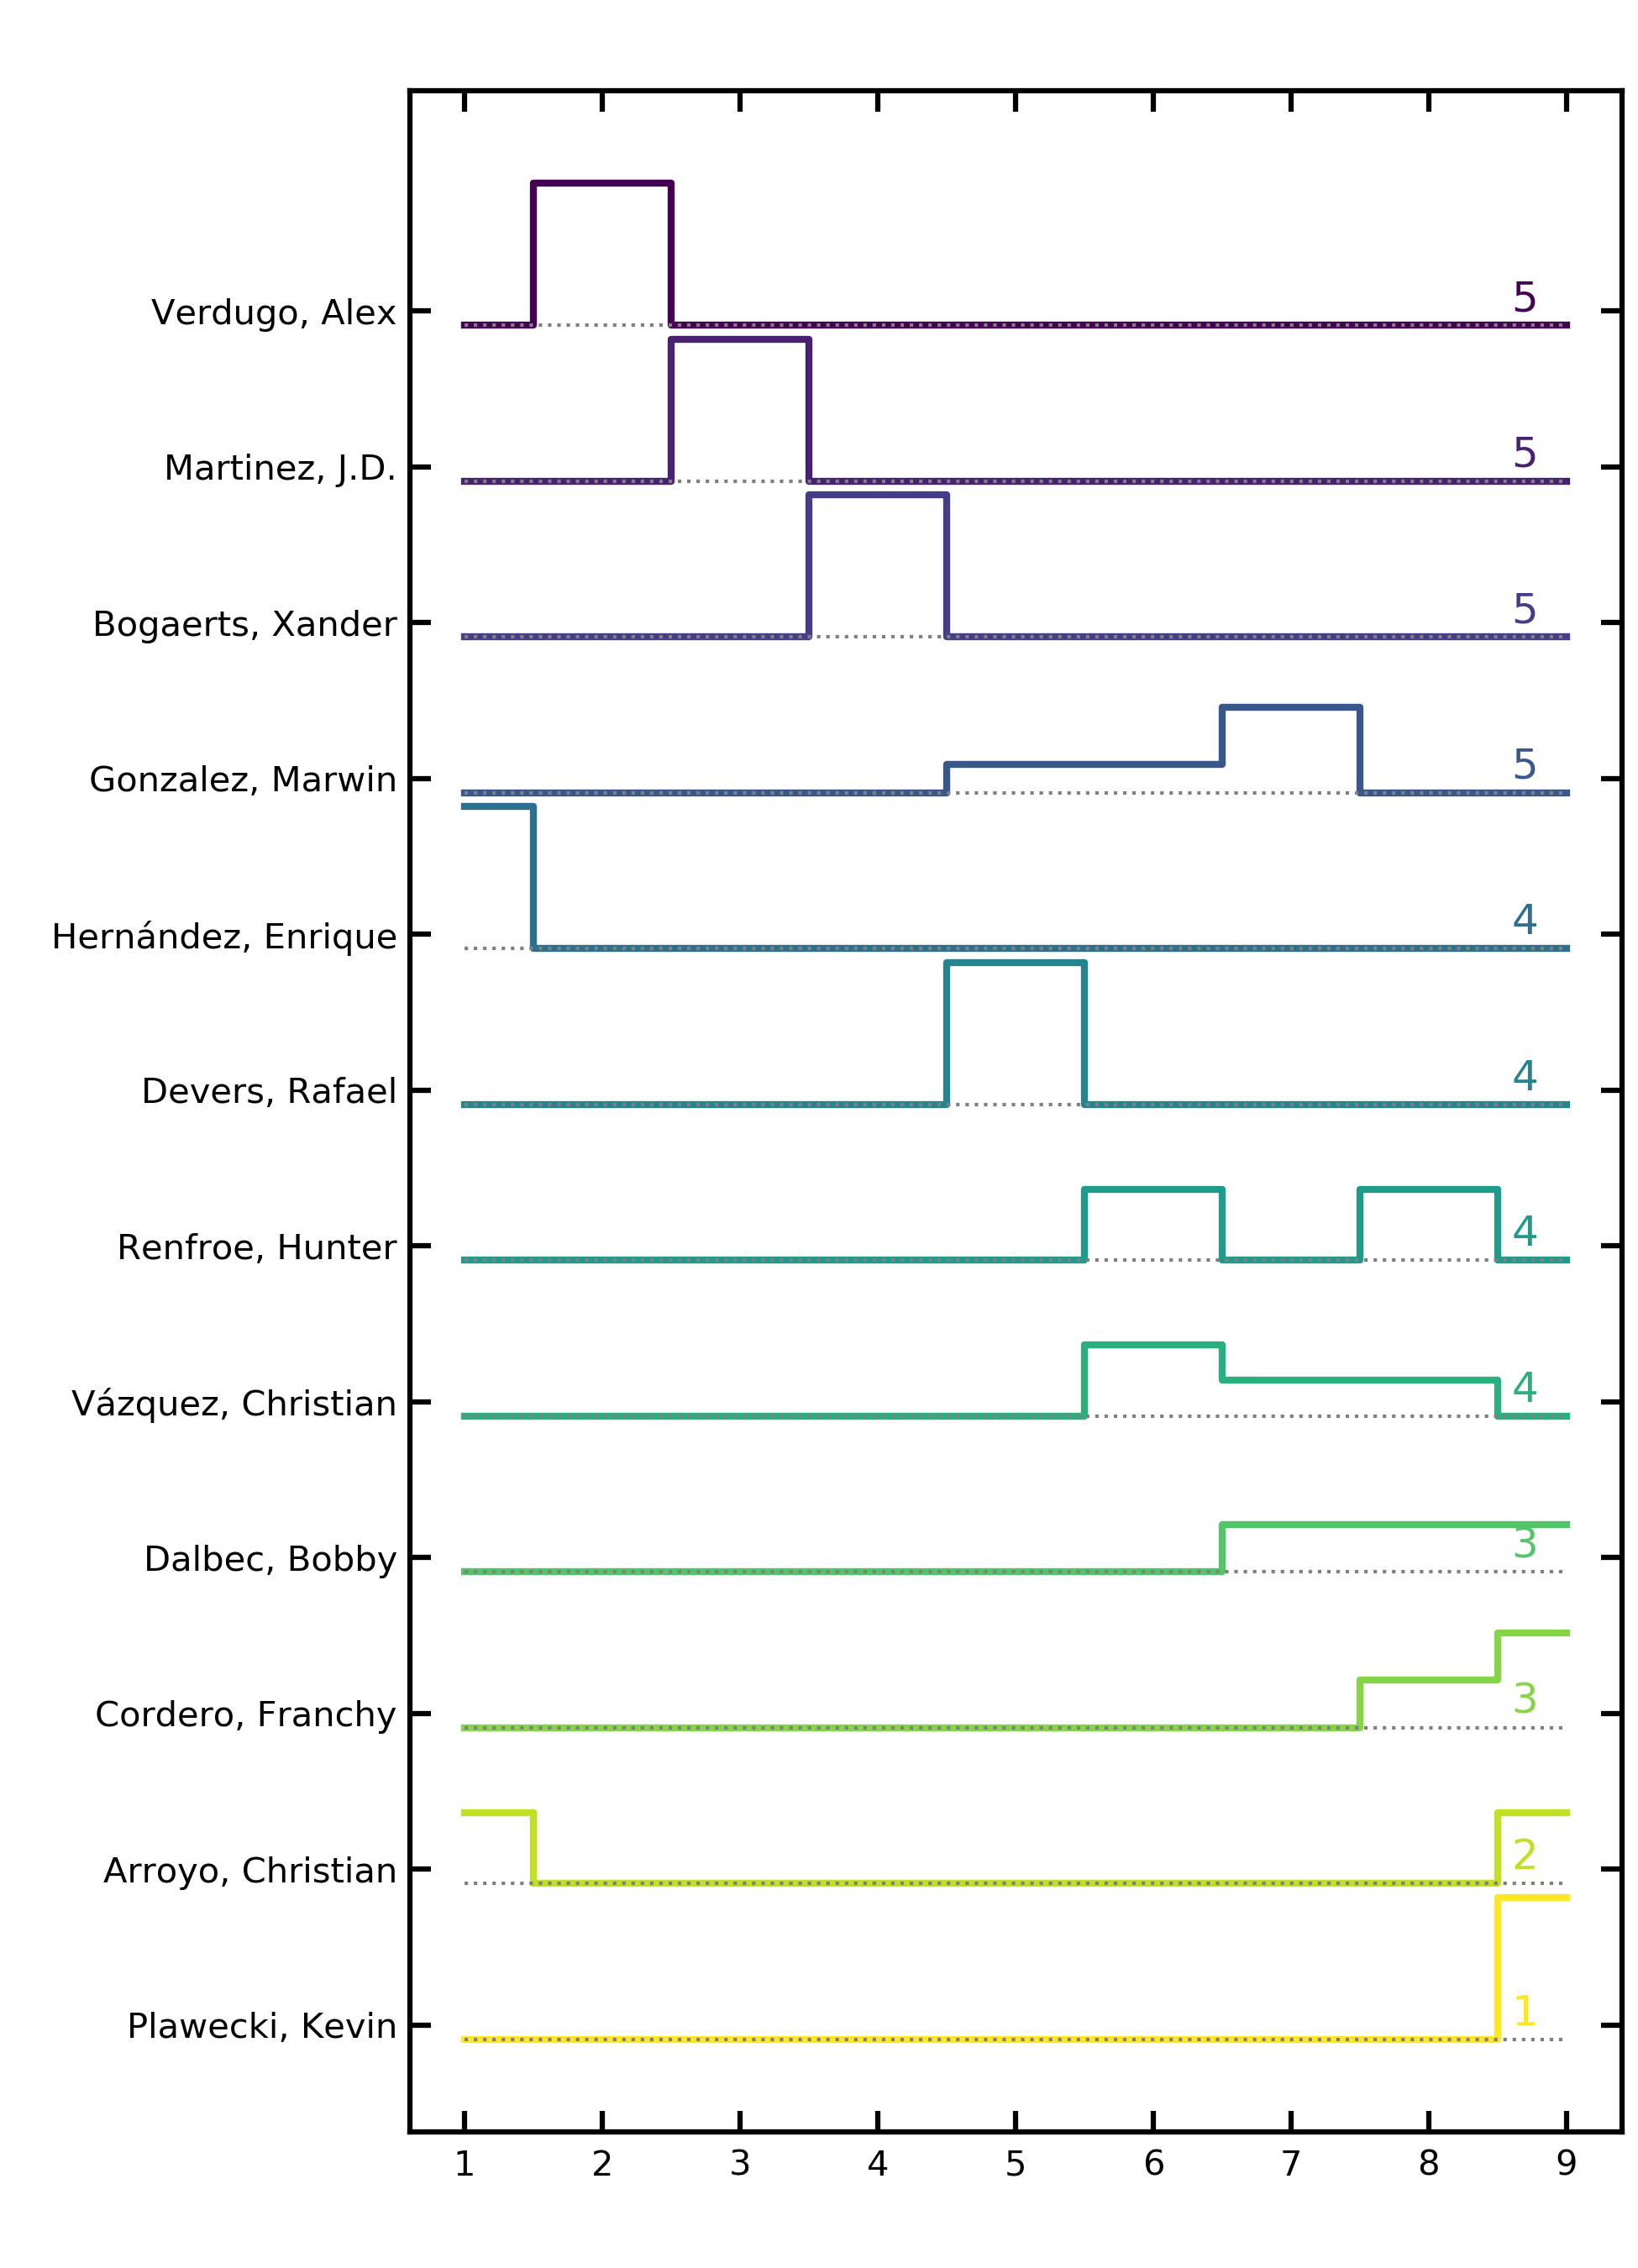 Verdugo, Alex 5
Martinez, J.D. 5
Bogaerts, Xander 5
Gonzalez, Marwin 5
Hernández, Enrique 4
Devers, Rafael 4
Renfroe, Hunter 4
Vázquez, Christian 4
Dalbec, Bobby 3
Cordero, Franchy 3
Arroyo, Christian 2
Plawecki, Kevin 1
1 2 3 4 5 6 7 8 9